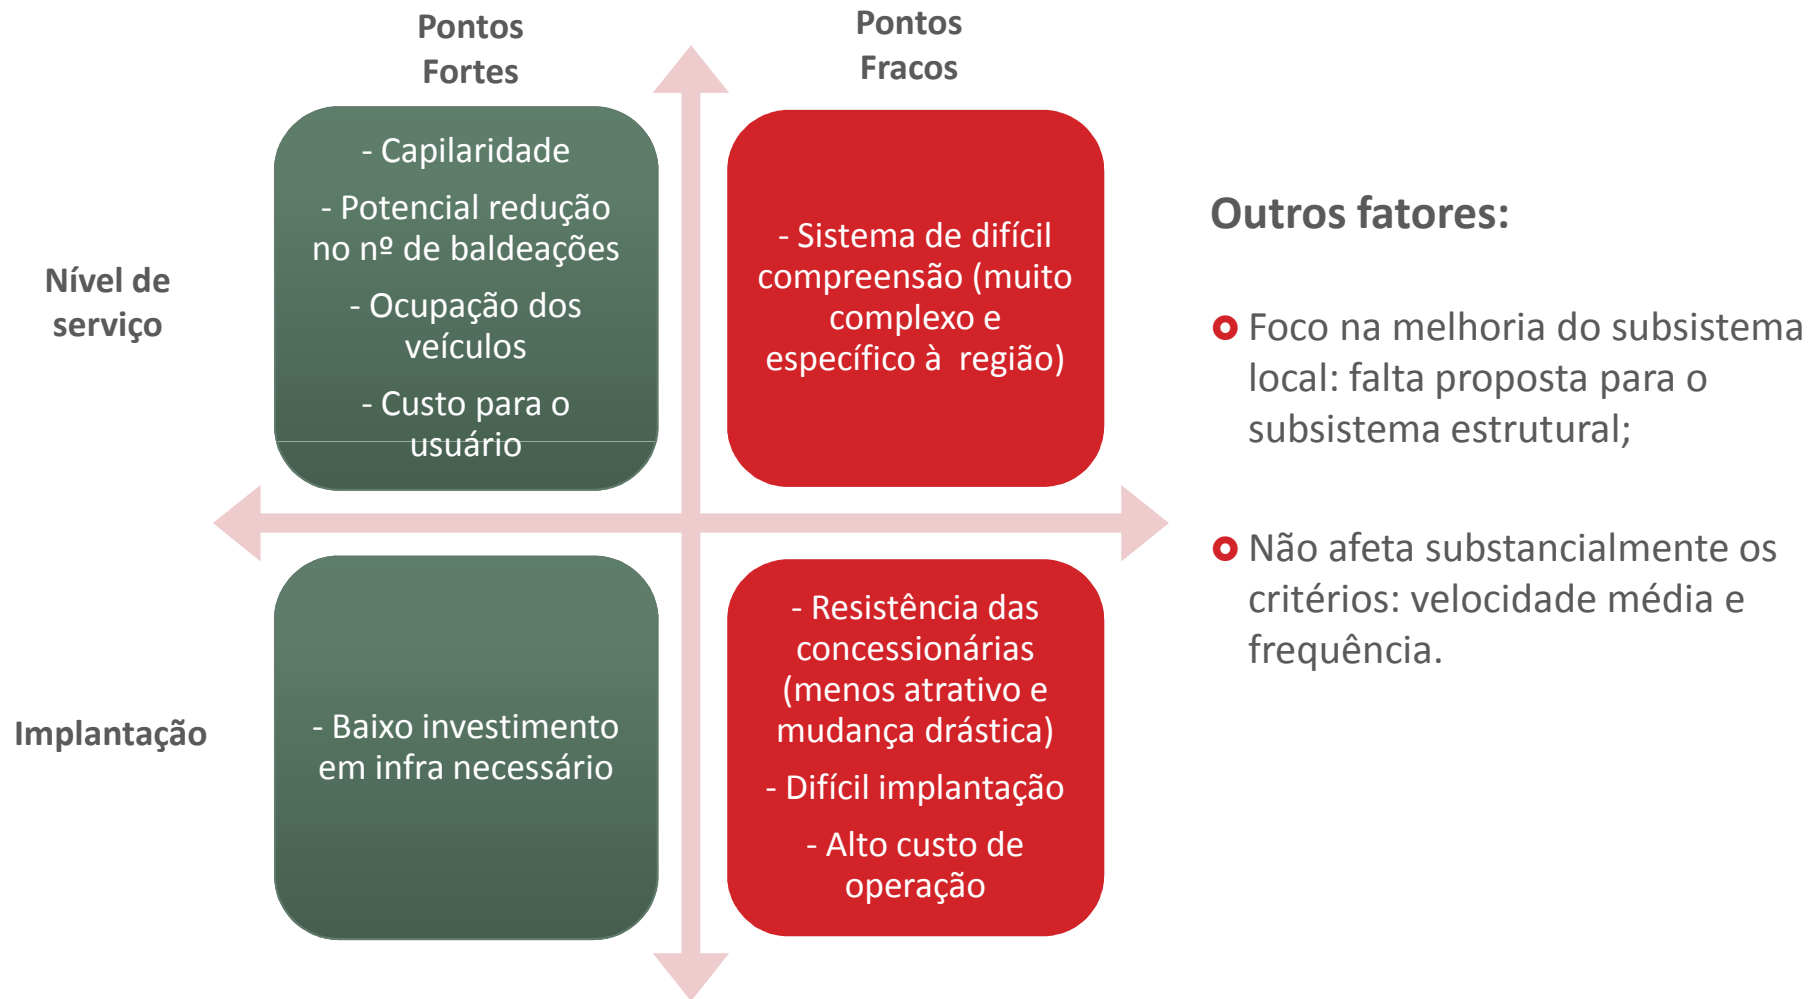 Pontos
Fortes
Pontos
Fracos
Nível de
serviço
- Capilaridade
- Potencial redução
no nº de baldeações
- Ocupação dos
veículos
- Custo para o
usuário
- Sistema de difícil
compreensão (muito
complexo e
específico à  região)
Implantação
- Baixo investimento
em infra necessário
- Resistência das
concessionárias
(menos atrativo e
mudança drástica)
- Difícil implantação
- Alto custo de
operação
Outros fatores:
Foco na melhoria do subsistema
local: falta proposta para o
subsistema estrutural;
Não afeta substancialmente os
critérios: velocidade média e
frequência.